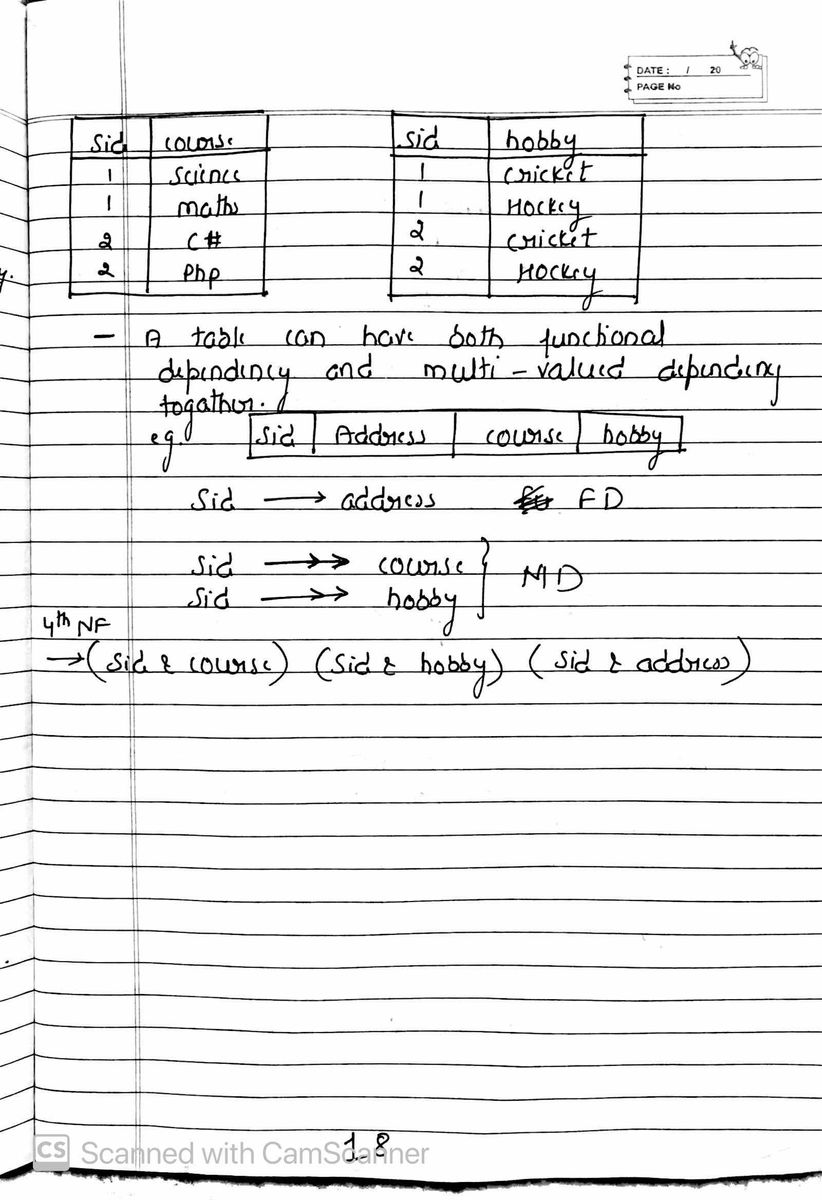 DATE : / 20
PAGE No
Sid course
1 Science
1 maths
2 C#
2 Php
Sid hobby
1 Cricket
1 Hockey
2 Cricket
2 Hockey
- A table can have both functional
dependency and multi-valued dependency
togather.
eg. Sid Address course hobby
Sid → address FD
Sid →→ course
Sid →→ hobby
MD
4th NF
→ (Sid & course) (Sid & hobby) (Sid & address)
18
CS Scanned with CamScanner